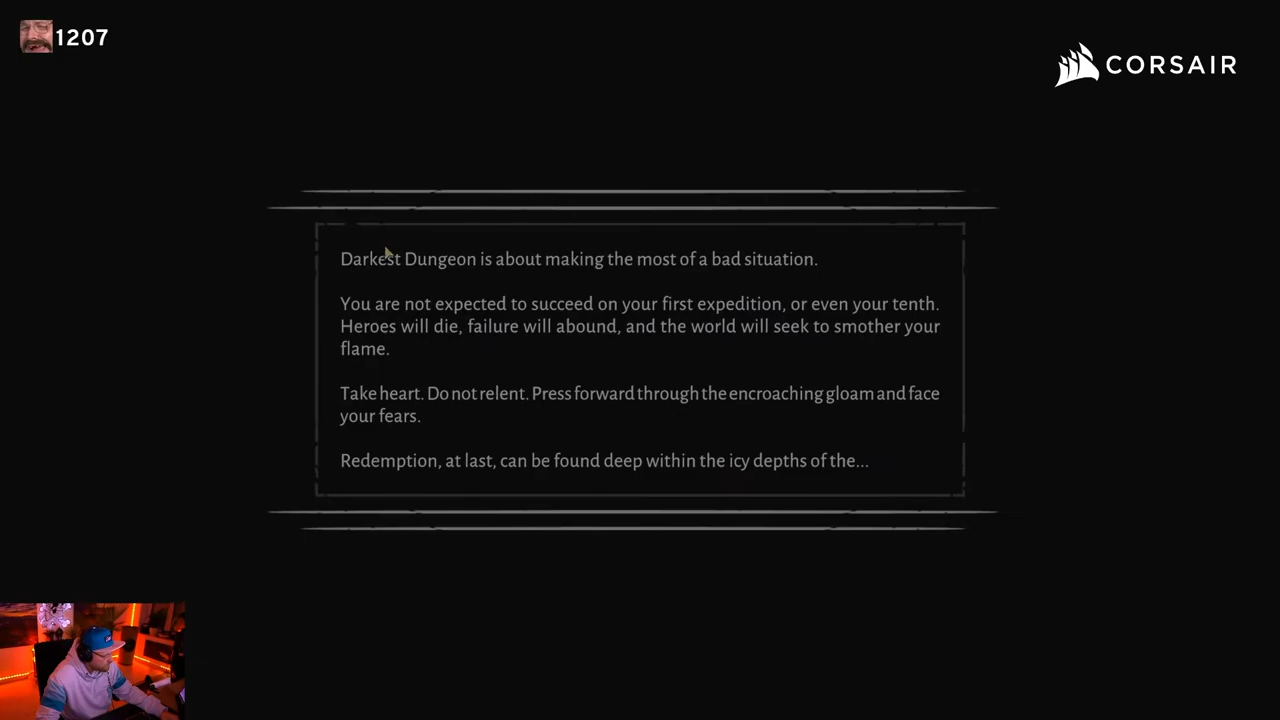 1207
CORSAIR
Darkest Dungeon is about making the most of a bad situation.
You are not expected to succeed on your first expedition, or even your tenth.
Heroes will die, failure will abound, and the world will seek to smother your
flame.
Take heart. Do not relent. Press forward through the encroaching gloam and face
your fears.
Redemption, at last, can be found deep within the icy depths of the...